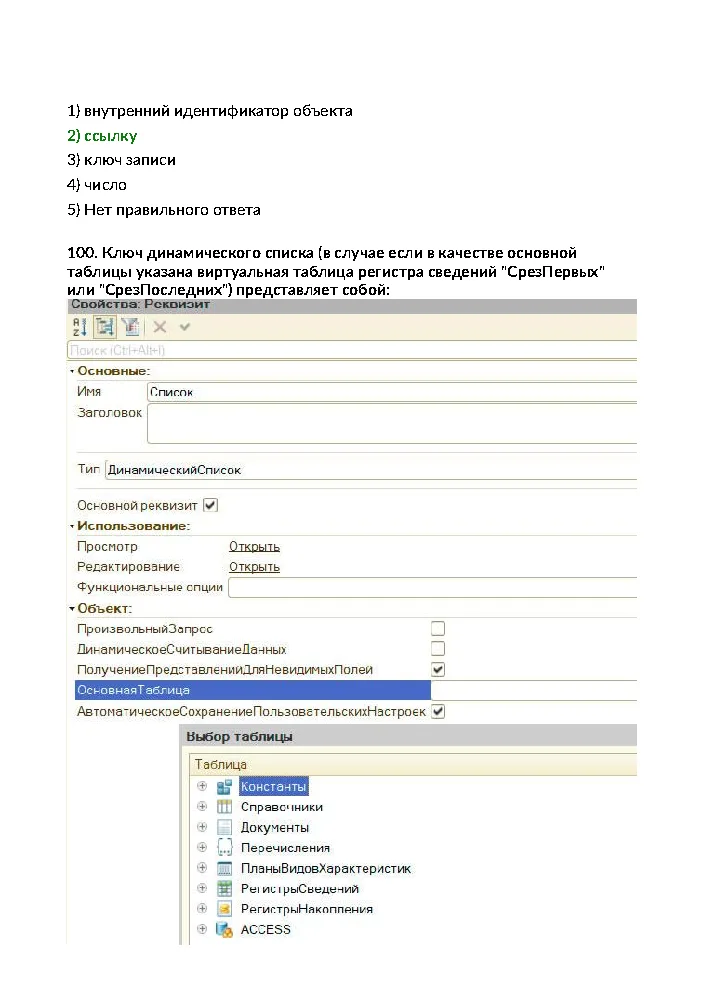 1) внутренний идентификатор объекта
2) ссылку
3) ключ записи
4) число
5) Нет правильного ответа
100. Ключ динамического списка (в случае если в качестве основной
таблицы указана виртуальная таблица регистра сведений "СрезПервых"
или "СрезПоследних") представляет собой:
Свойства: Реквизит
Поиск (Ctrl+Alt+I)
Основные:
Имя Список
Заголовок
Тип ДинамическийСписок
Основной реквизит
Использование:
Просмотр Открыть
Редактирование Открыть
Функциональные опции
Объект:
ПроизвольныйЗапрос
ДинамическоеСчитываниеДанных
ПолучениеПредставленийДляНевидимыхПолей
ОсновнаяТаблица
АвтоматическоеСохранениеПользовательскихНастроек
Выбор таблицы
Таблица
Константы
Справочники
Документы
Перечисления
ПланыВидовХарактеристик
РегистрыСведений
РегистрыНакопления
ACCESS